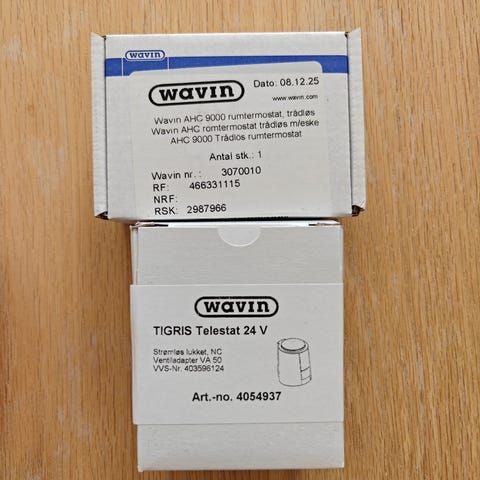 wavin
wavin
Dato: 08.12.25
www.wavin.com
Wavin AHC 9000 rumtermostat, trådløs
Wavin AHC romtermostat trådløs m/eske
AHC 9000 Trådlös rumtermostat
Antal stk.: 1
Wavin nr. : 3070010
RF: 466331115
NRF:
RSK: 2987966
wavin
TIGRIS Telestat 24 V
Strømløs lukket, NC
Ventiladapter VA 50
VVS-Nr. 403596124
Art.-no. 4054937